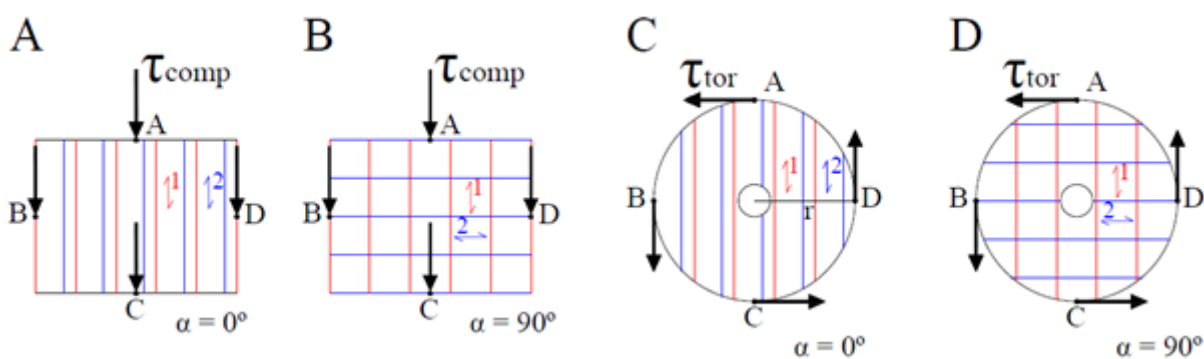 A
τcomp
A
1
2
B
D
C
α = 0º
B
τcomp
A
1
B
D
2
C
α = 90º
C
τtor
A
1
2
B
D
r
C
α = 0º
D
τtor
A
1
B
D
2
C
α = 90º